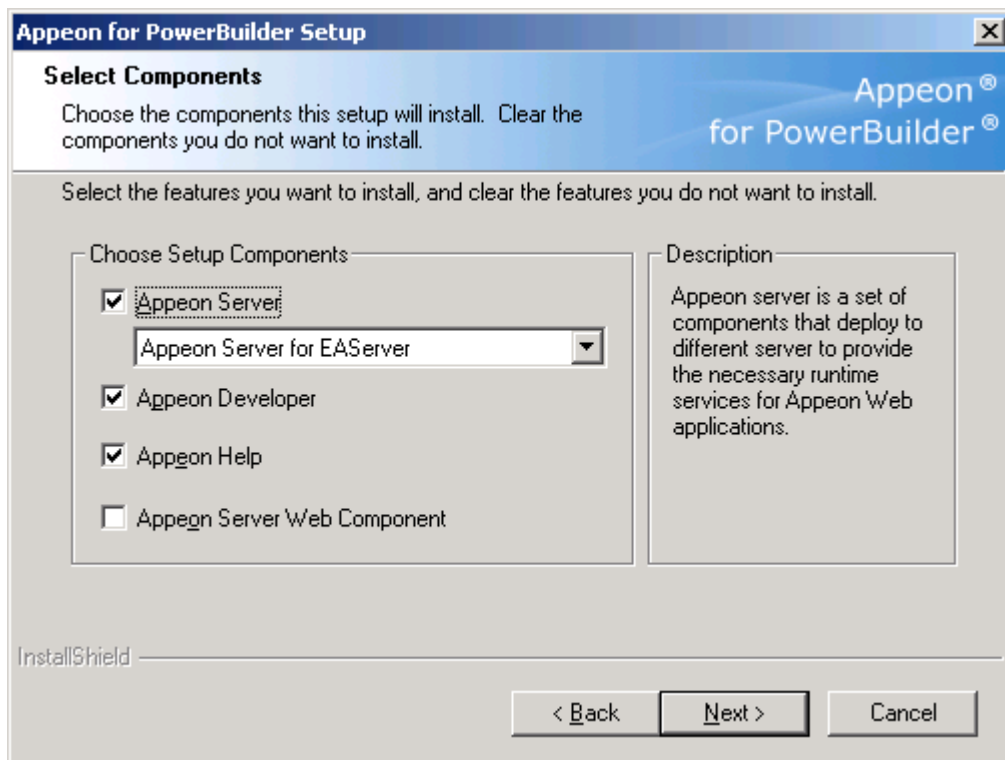 Appeon for PowerBuilder Setup
Select Components
Choose the components this setup will install. Clear the
components you do not want to install.
Appeon®
for PowerBuilder®
Select the features you want to install, and clear the features you do not want to install.
Choose Setup Components
Appeon Server
Appeon Server for EAServer
Appeon Developer
Appeon Help
Appeon Server Web Component
Description
Appeon server is a set of
components that deploy to
different server to provide
the necessary runtime
services for Appeon Web
applications.
InstallShield
< Back
Next >
Cancel